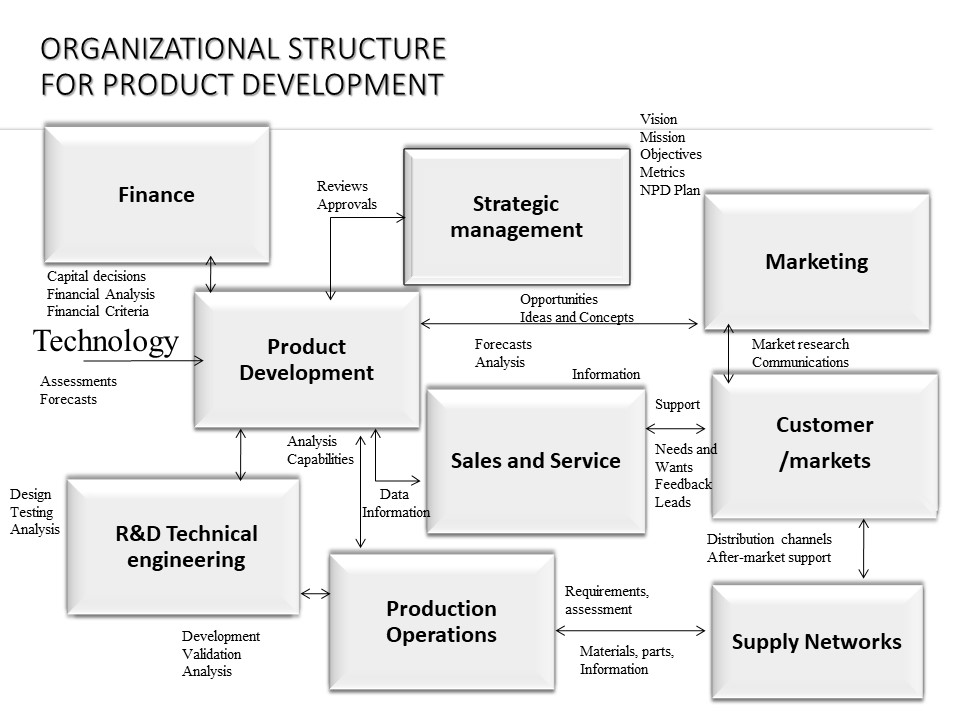 ORGANIZATIONAL STRUCTURE
FOR PRODUCT DEVELOPMENT
Vision
Mission
Objectives
Metrics
NPD Plan
Finance
Reviews
Approvals
Strategic
management
Marketing
Capital decisions
Financial Analysis
Financial Criteria
Opportunities
Ideas and Concepts
Technology
Product
Development
Forecasts
Analysis
Market research
Communications
Assessments
Forecasts
Information
Support
Customer
/markets
Analysis
Capabilities
Sales and Service
Needs and
Wants
Feedback
Leads
Data
Information
Design
Testing
Analysis
R&D Technical
engineering
Distribution channels
After-market support
Production
Operations
Requirements,
assessment
Supply Networks
Development
Validation
Analysis
Materials, parts,
Information